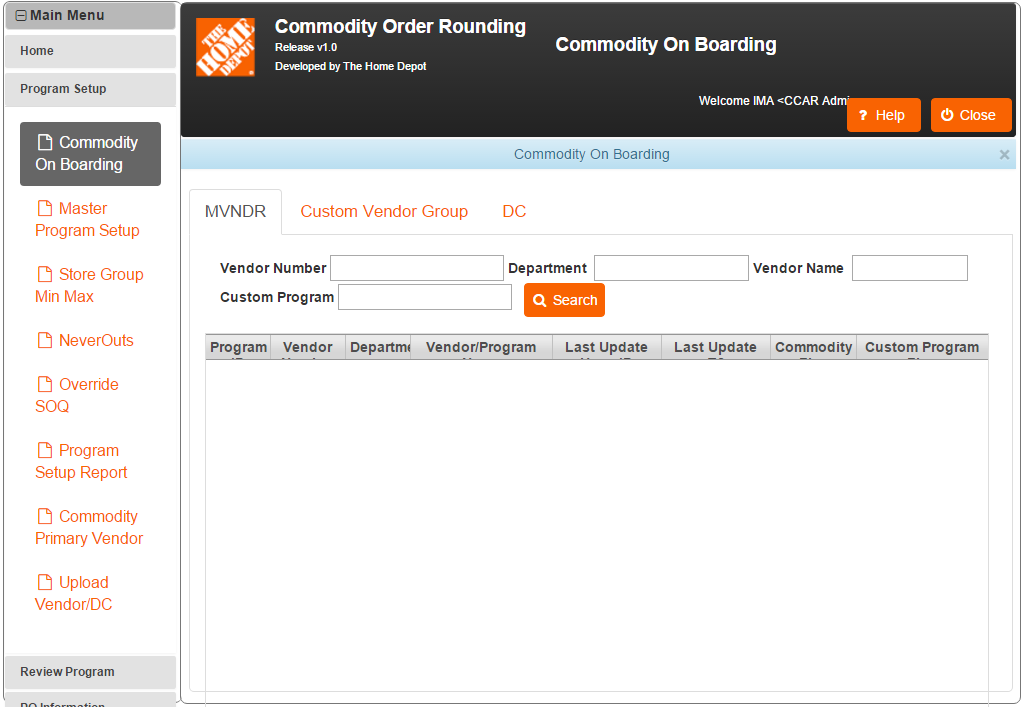 Main Menu
Home
Program Setup
Commodity
On Boarding
Master
Program Setup
Store Group
Min Max
NeverOuts
Override
SOQ
Program
Setup Report
Commodity
Primary Vendor
Upload
Vendor/DC
Review Program
PO Information
THE
HOME
DEPOT
Commodity Order Rounding
Release v1.0
Developed by The Home Depot
Commodity On Boarding
Welcome IMA <CCAR Admi
? Help
Close
Commodity On Boarding ×
MVNDR Custom Vendor Group DC
Vendor Number Department Vendor Name
Custom Program Search
Program Vendor Departme Vendor/Program Last Update Last Update Commodity Custom Program